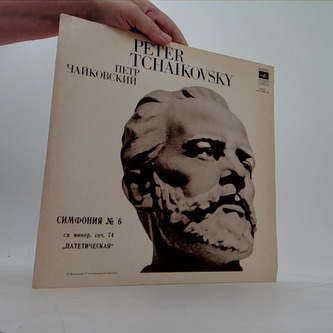 PETER
TCHAIKOVSKY
ПЕТР
ЧАЙКОВСКИЙ
СИМФОНИЯ № 6
си минор, соч. 74
„ПАТЕТИЧЕСКАЯ“